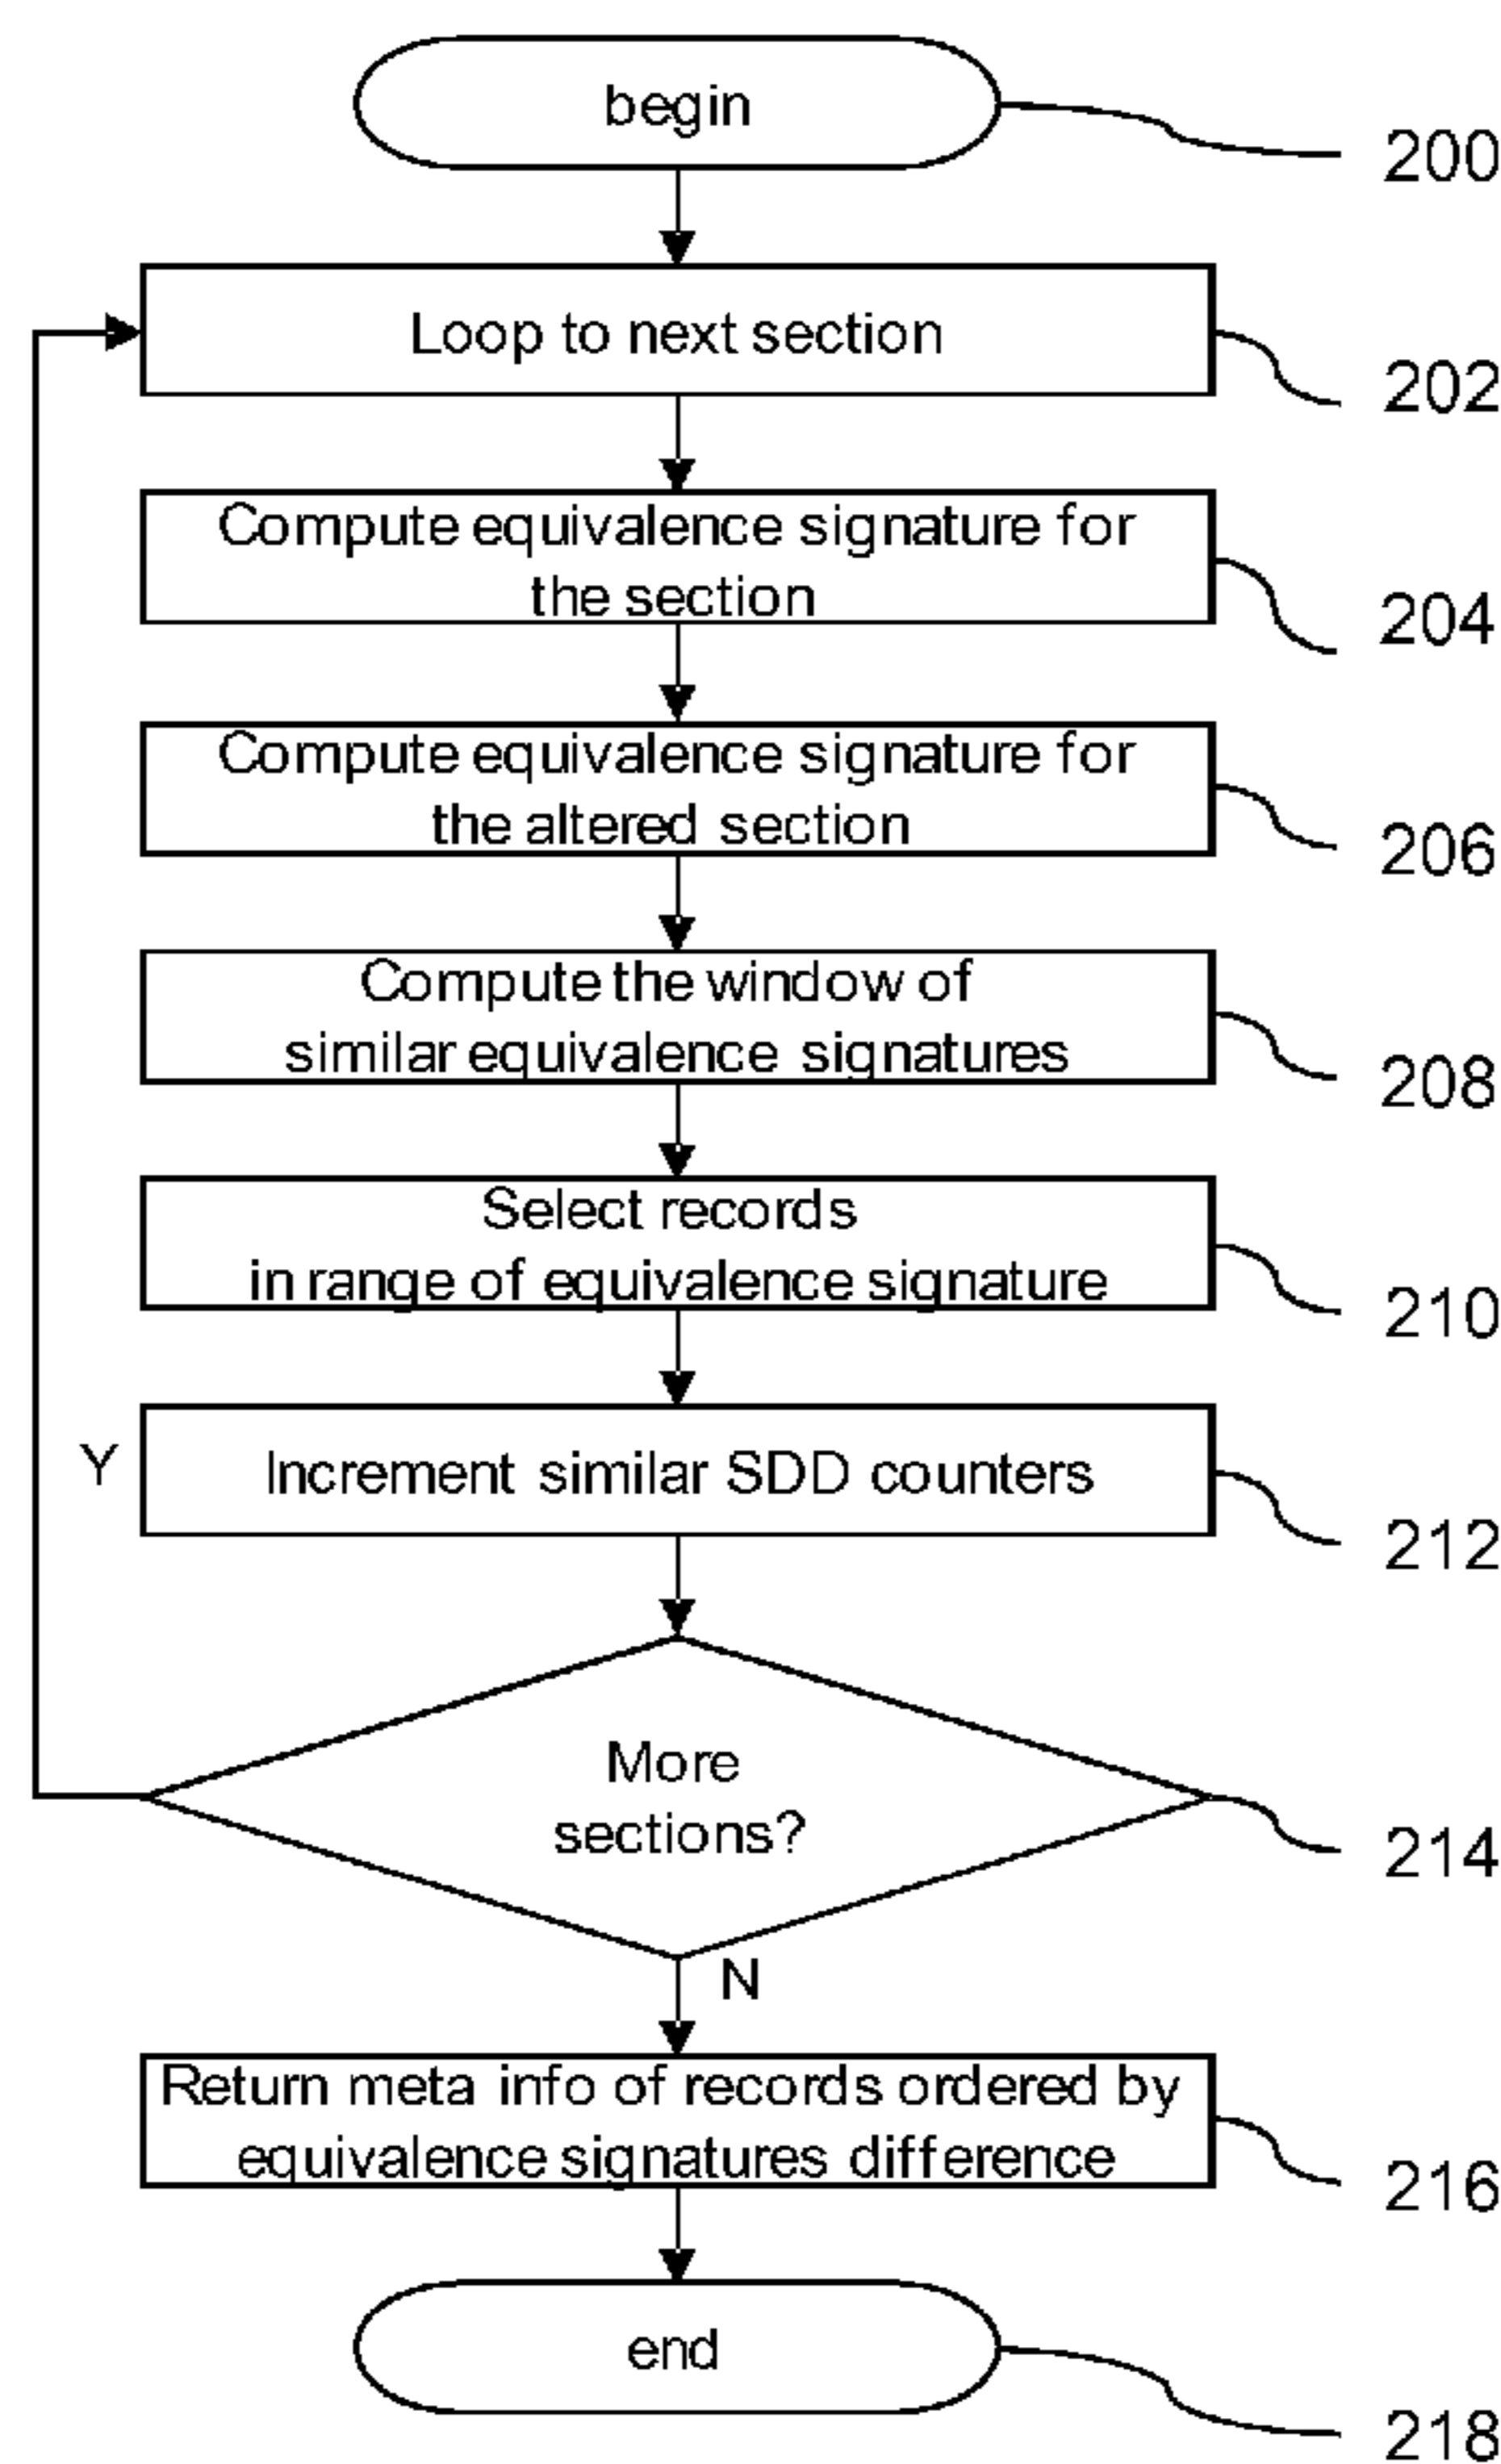 begin
200
Loop to next section
202
Compute equivalence signature for
the section
204
Compute equivalence signature for
the altered section
206
Compute the window of
similar equivalence signatures
208
Select records
in range of equivalence signature
210
Y
Increment similar SDD counters
212
More
sections?
214
N
Return meta info of records ordered by
equivalence signatures difference
216
end
218